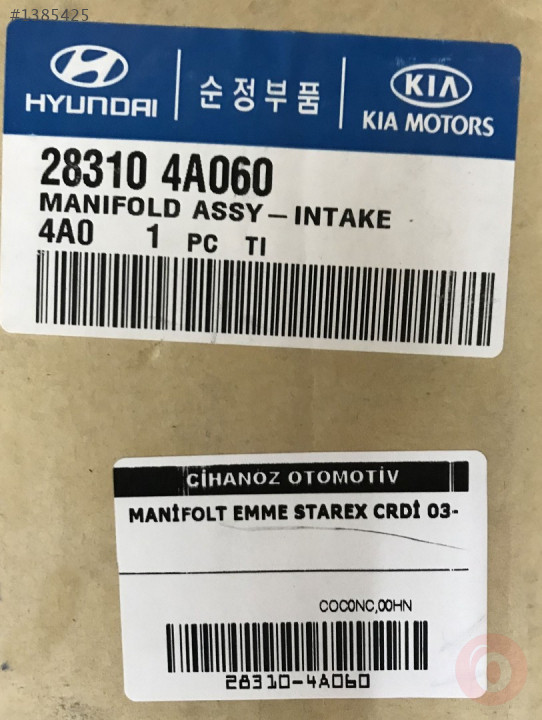 #1385425
HYUNDAI 순정부품 KIA
KIA MOTORS
28310 4A060
MANIFOLD ASSY-INTAKE
4A0 1 PC TI
CİHANOZ OTOMOTİV
MANİFOLT EMME STAREX CRDİ 03-
COC0NC,00HN
28310-4A060